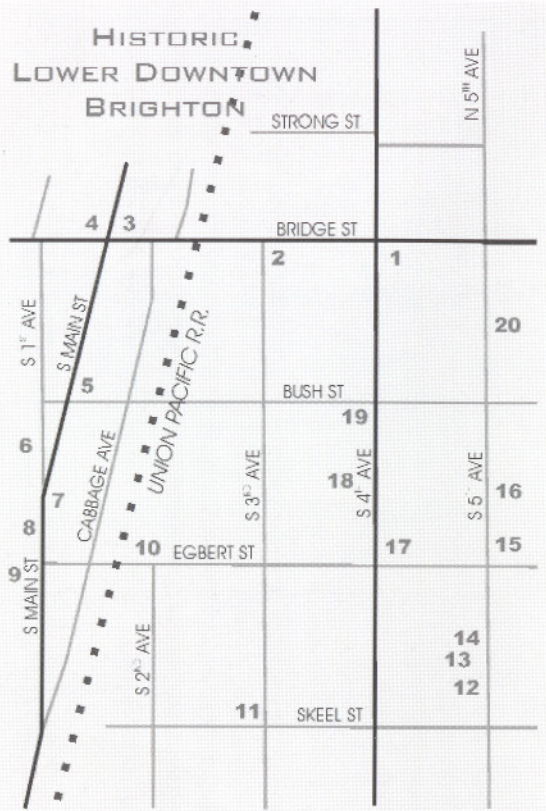 HISTORIC
LOWER DOWNTOWN
BRIGHTON
STRONG ST
N 5TH AVE
BRIDGE ST
4
3
2
1
S 1ST AVE
S MAIN ST
UNION PACIFIC R.R.
20
5
BUSH ST
19
6
CABBAGE AVE
S 3RD AVE
18
S 4TH AVE
S 5TH AVE
16
7
8
10
EGBERT ST
17
15
9
S MAIN ST
S 2ND AVE
14
13
12
11
SKEEL ST